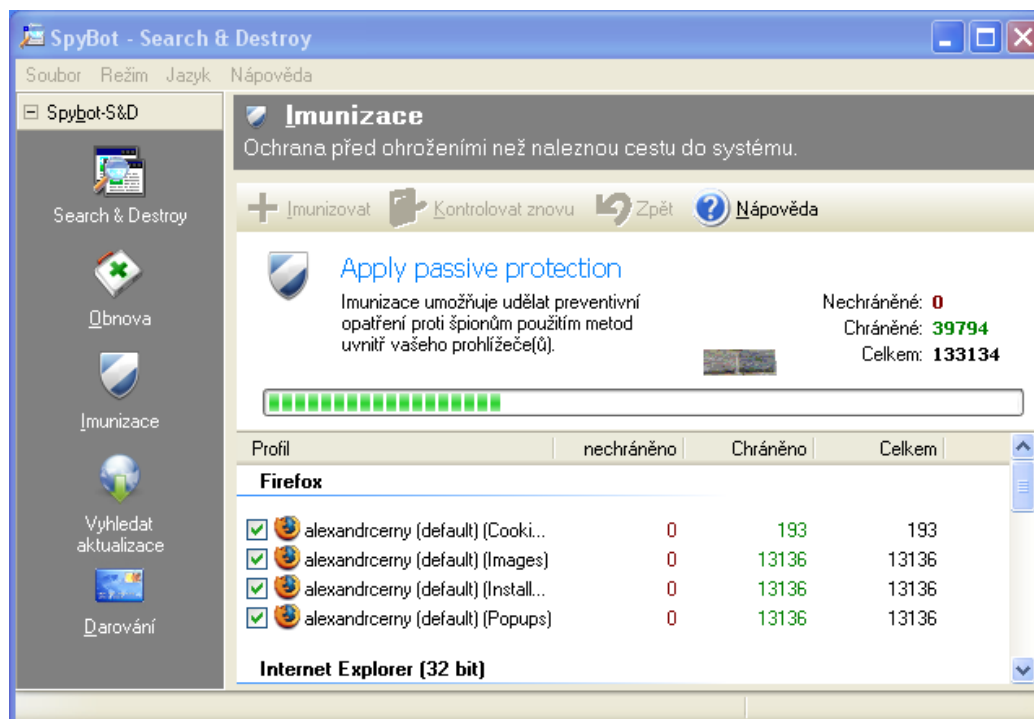 SpyBot - Search & Destroy
Soubor Režim Jazyk Nápověda
Spybot-S&D
Search & Destroy
Obnova
Imunizace
Vyhledat
aktualizace
Darování
Imunizace
Ochrana před ohroženími než naleznou cestu do systému.
Imunizovat Kontrolovat znovu Zpět Nápověda
Apply passive protection
Imunizace umožňuje udělat preventivní
opatření proti špionům použitím metod
uvnitř vašeho prohlížeče(ů).
Nechráněné: 0
Chráněné: 39794
Celkem: 133134
Profil nechráněno Chráněno Celkem
Firefox
alexandrcerny (default) (Cooki... 0 193 193
alexandrcerny (default) (Images) 0 13136 13136
alexandrcerny (default) (Install... 0 13136 13136
alexandrcerny (default) (Popups) 0 13136 13136
Internet Explorer (32 bit)